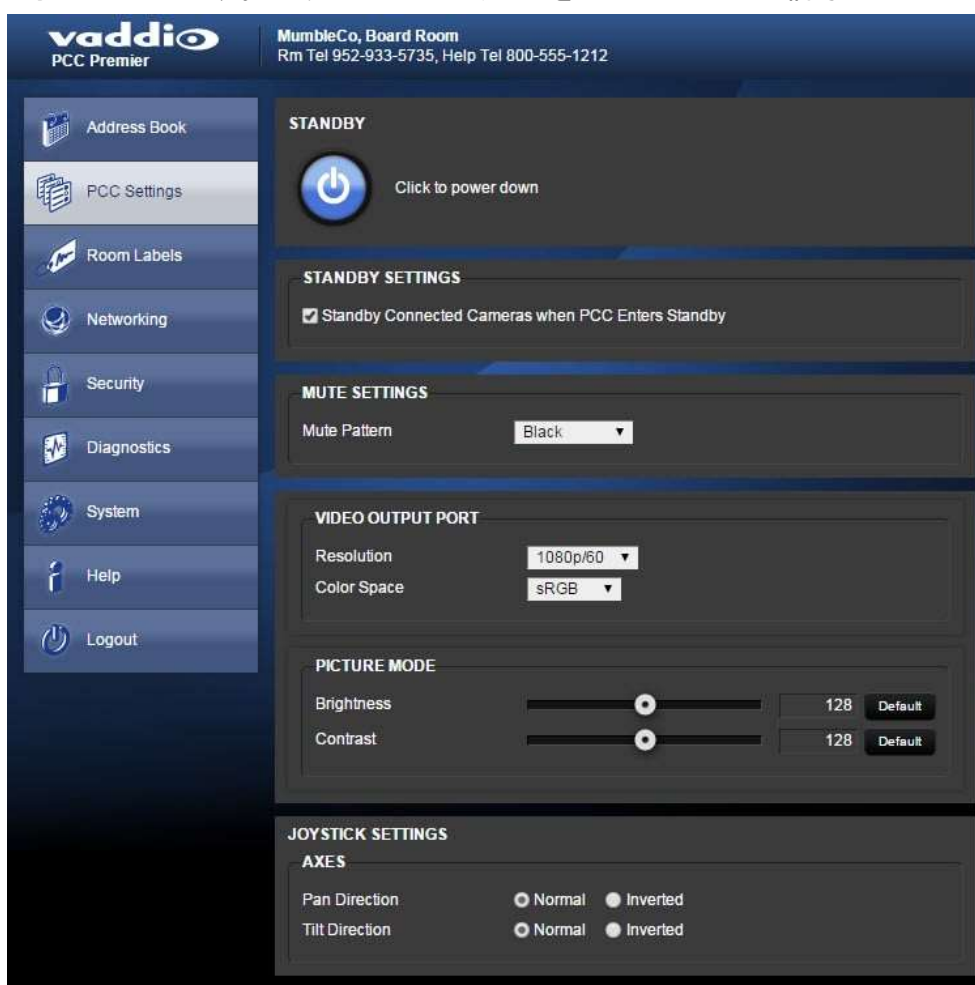 vaddio
PCC Premier
MumbleCo, Board Room
Rm Tel 952-933-5735, Help Tel 800-555-1212
Address Book
PCC Settings
Room Labels
Networking
Security
Diagnostics
System
Help
Logout
STANDBY
Click to power down
STANDBY SETTINGS
Standby Connected Cameras when PCC Enters Standby
MUTE SETTINGS
Mute Pattern Black
VIDEO OUTPUT PORT
Resolution 1080p/60
Color Space sRGB
PICTURE MODE
Brightness 128 Default
Contrast 128 Default
JOYSTICK SETTINGS
AXES
Pan Direction Normal Inverted
Tilt Direction Normal Inverted